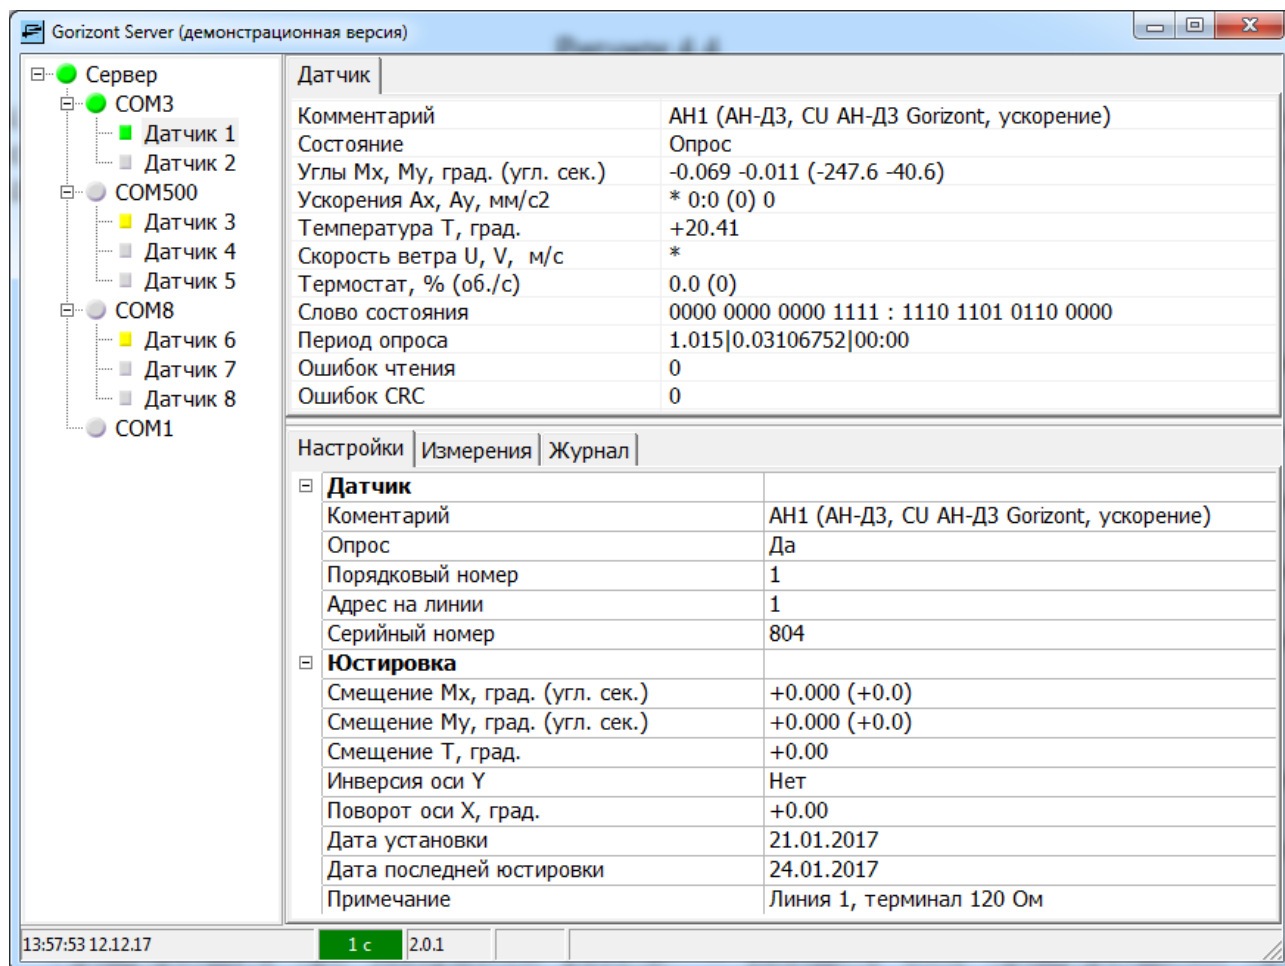 Gorizont Server (демонстрационная версия)
Сервер
COM3
Датчик 1
Датчик 2
COM500
Датчик 3
Датчик 4
Датчик 5
COM8
Датчик 6
Датчик 7
Датчик 8
COM1
Датчик
Комментарий АН1 (АН-Д3, CU АН-Д3 Gorizont, ускорение)
Состояние Опрос
Углы Mx, My, град. (угл. сек.) -0.069 -0.011 (-247.6 -40.6)
Ускорения Ax, Ay, мм/с2 * 0:0 (0) 0
Температура T, град. +20.41
Скорость ветра U, V, м/с *
Термостат, % (об./с) 0.0 (0)
Слово состояния 0000 0000 0000 1111 : 1110 1101 0110 0000
Период опроса 1.015|0.03106752|00:00
Ошибок чтения 0
Ошибок CRC 0
Настройки Измерения Журнал
Датчик
Коментарий АН1 (АН-Д3, CU АН-Д3 Gorizont, ускорение)
Опрос Да
Порядковый номер 1
Адрес на линии 1
Серийный номер 804
Юстировка
Смещение Mx, град. (угл. сек.) +0.000 (+0.0)
Смещение My, град. (угл. сек.) +0.000 (+0.0)
Смещение T, град. +0.00
Инверсия оси Y Нет
Поворот оси X, град. +0.00
Дата установки 21.01.2017
Дата последней юстировки 24.01.2017
Примечание Линия 1, терминал 120 Ом
13:57:53 12.12.17 1 с 2.0.1